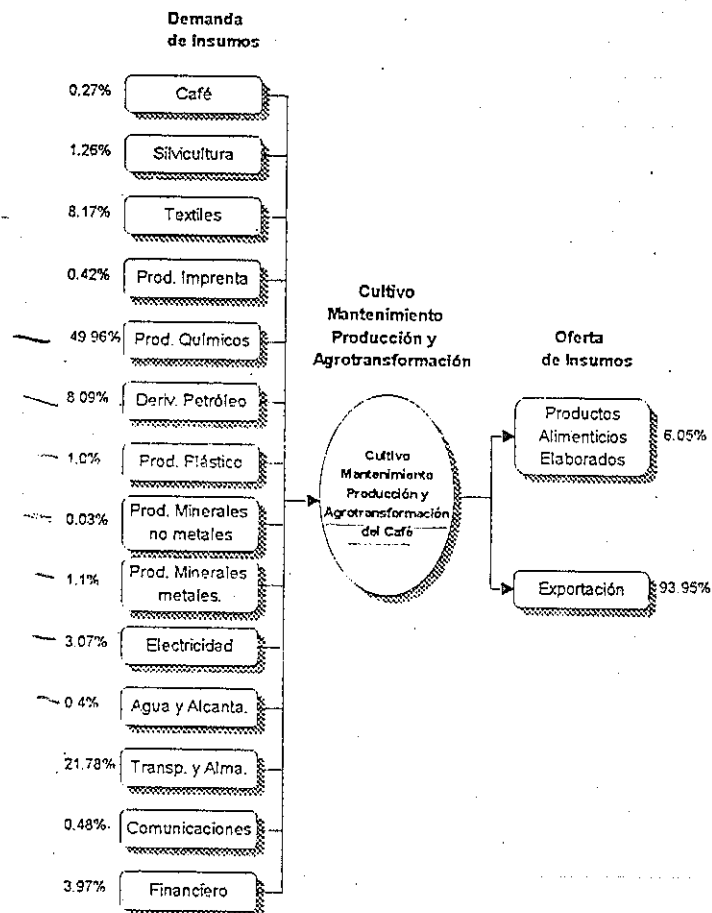 Demanda
de Insumos
0.27% Café
1.26% Silvicultura
8.17% Textiles
0.42% Prod. Imprenta
49 96% Prod. Químicos
8 09% Deriv. Petróleo
1.0% Prod. Plástico
0.03% Prod. Minerales
no metales
1.1% Prod. Minerales
metales.
3.07% Electricidad
0 4% Agua y Alcanta.
21.78% Transp. y Alma.
0.48% Comunicaciones
3.97% Financiero
Cultivo
Mantenimiento
Producción y
Agrotransformación
Cultivo
Mantenimiento
Producción y
Agrotransformación
del Café
Oferta
de Insumos
Productos
Alimenticios
Elaborados
6.05%
Exportación 93.95%